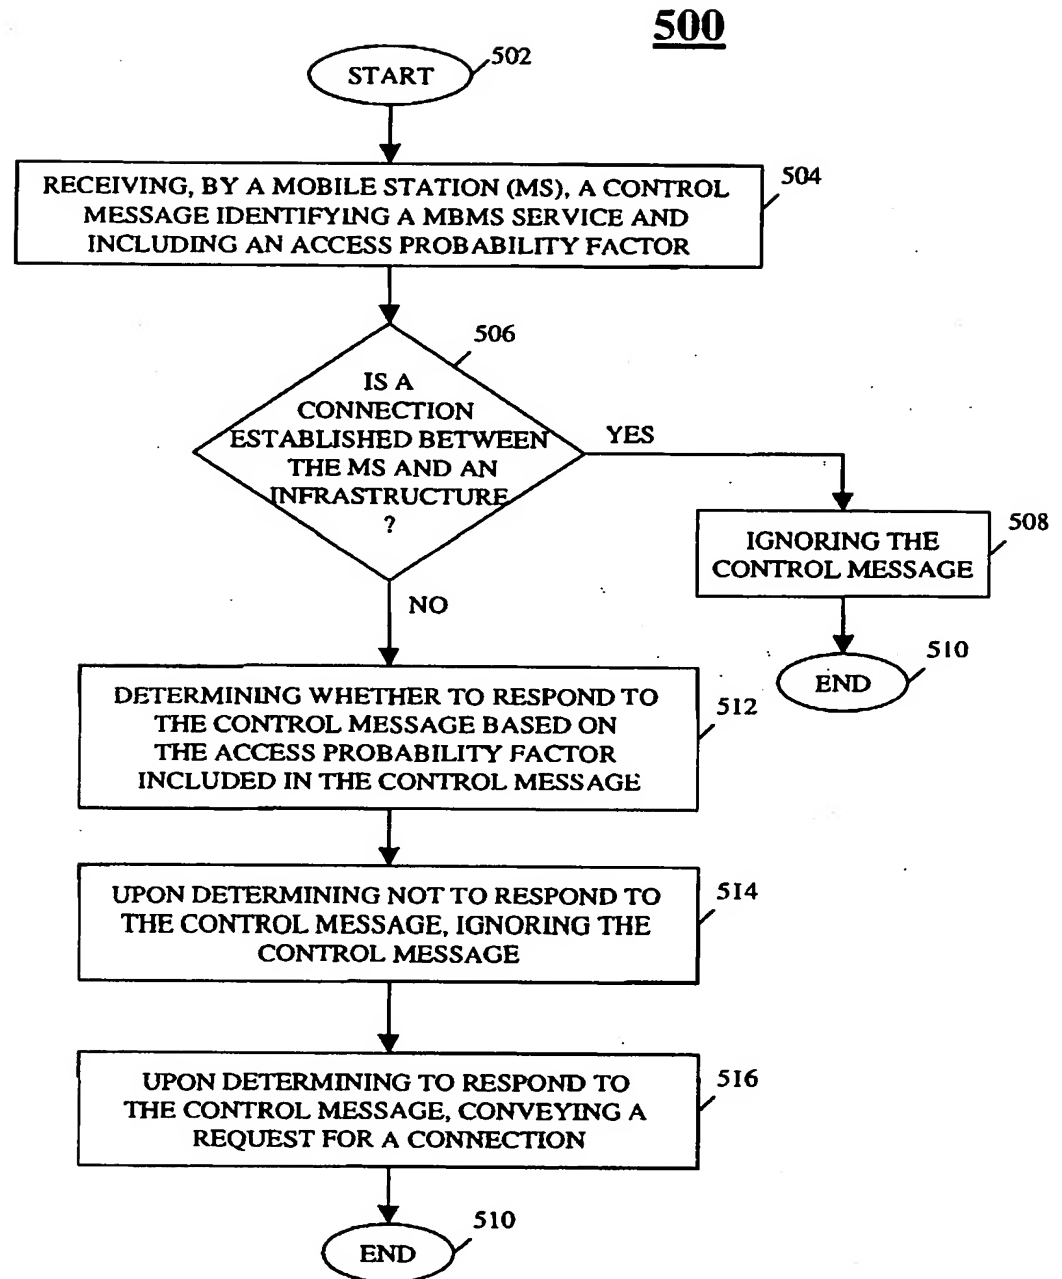 500
START
502
RECEIVING, BY A MOBILE STATION (MS), A CONTROL
MESSAGE IDENTIFYING A MBMS SERVICE AND
INCLUDING AN ACCESS PROBABILITY FACTOR
504
506
IS A
CONNECTION
ESTABLISHED BETWEEN
THE MS AND AN
INFRASTRUCTURE
?
YES
508
IGNORING THE
CONTROL MESSAGE
NO
END
510
DETERMINING WHETHER TO RESPOND TO
THE CONTROL MESSAGE BASED ON
THE ACCESS PROBABILITY FACTOR
INCLUDED IN THE CONTROL MESSAGE
512
UPON DETERMINING NOT TO RESPOND TO
THE CONTROL MESSAGE, IGNORING THE
CONTROL MESSAGE
514
UPON DETERMINING TO RESPOND TO
THE CONTROL MESSAGE, CONVEYING A
REQUEST FOR A CONNECTION
516
END
510